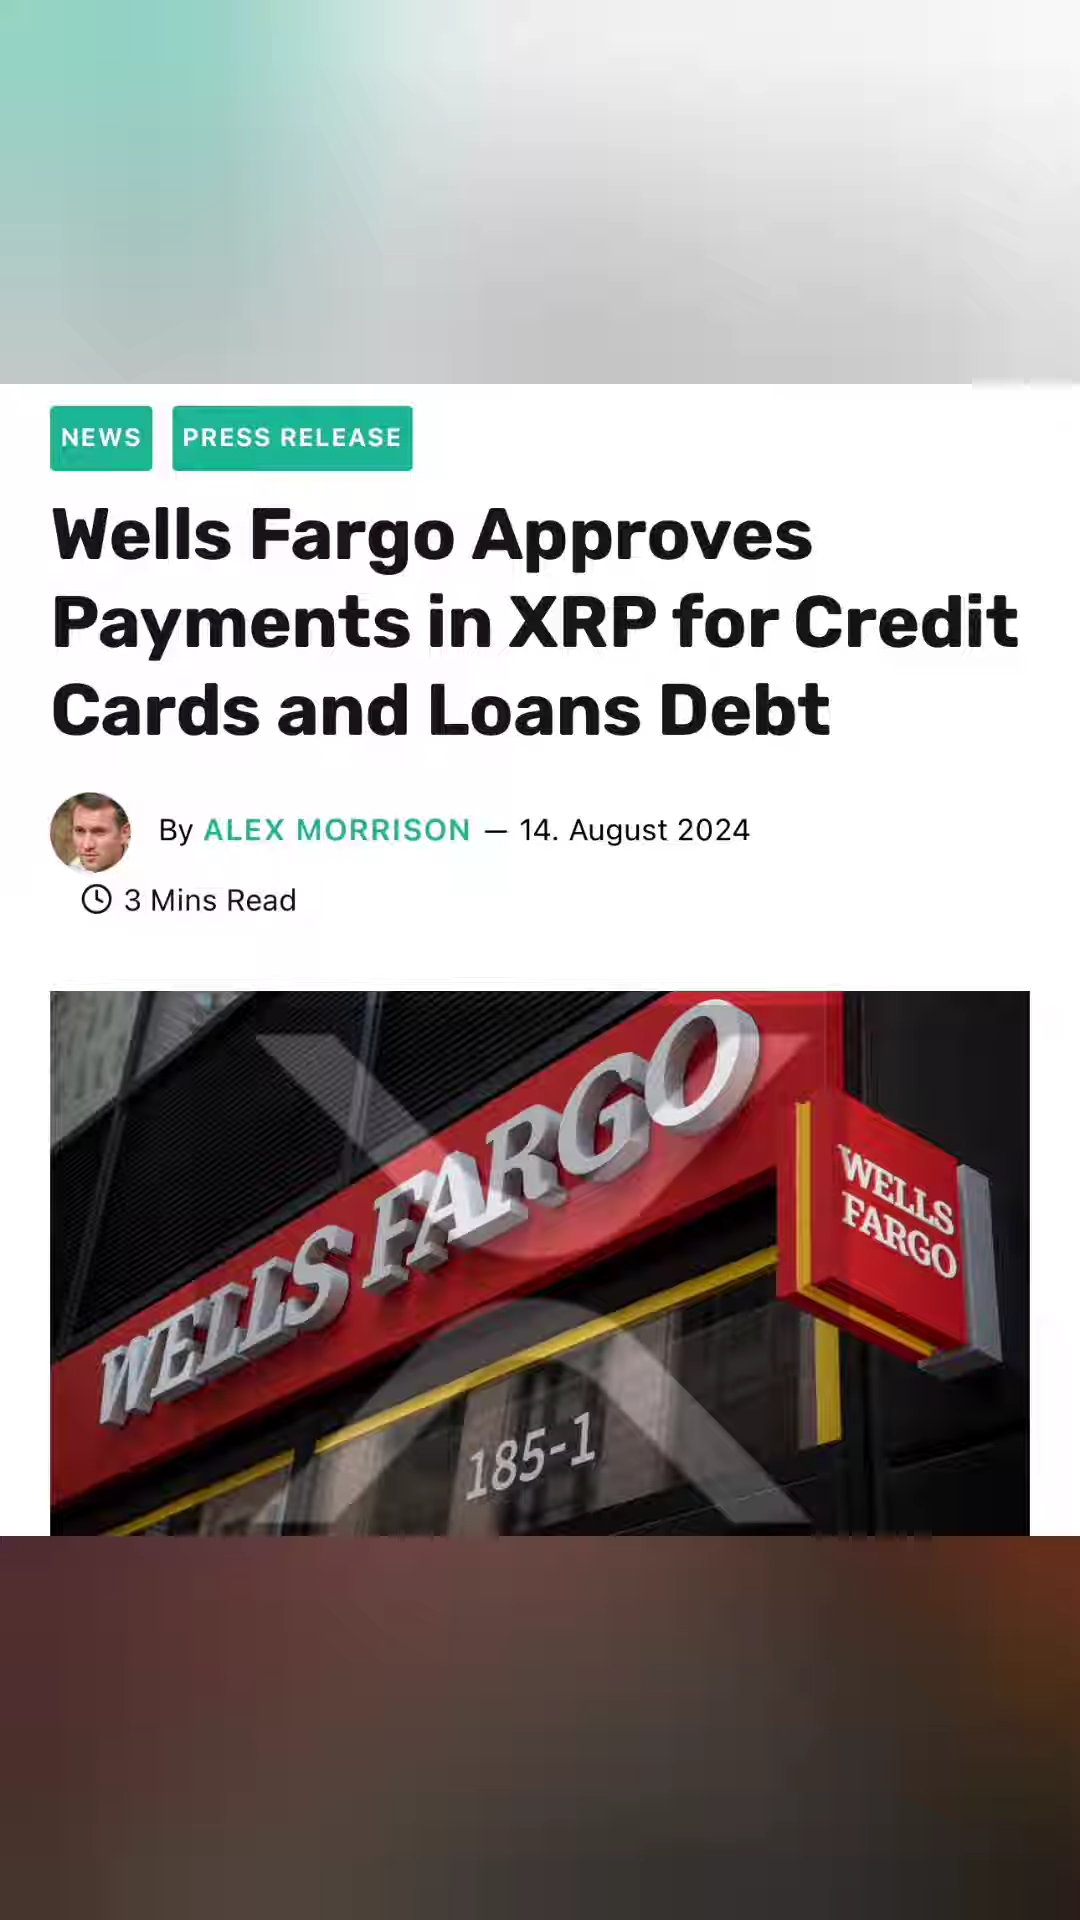 NEWS PRESS RELEASE
Wells Fargo Approves
Payments in XRP for Credit
Cards and Loans Debt
By ALEX MORRISON — 14. August 2024
3 Mins Read
WELLS FARGO
WELLS
FARGO
185-1